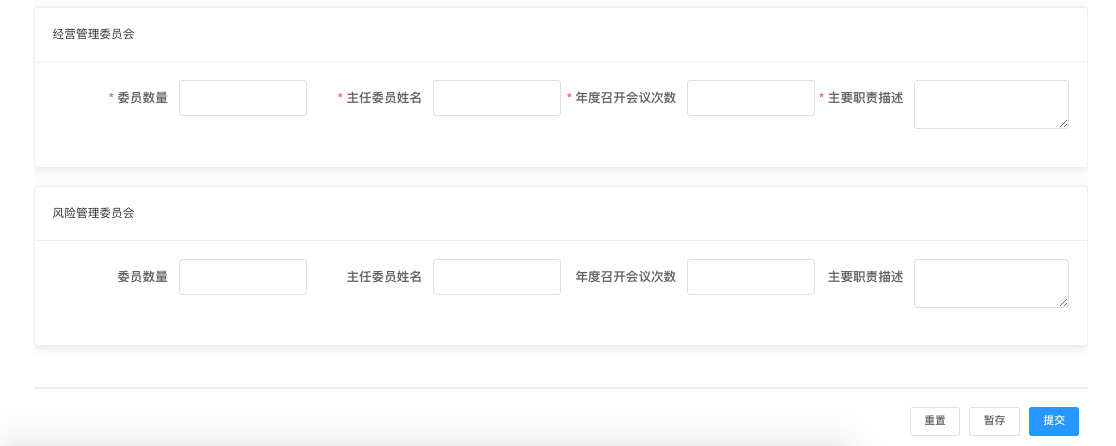 经营管理委员会
* 委员数量 * 主任委员姓名 * 年度召开会议次数 * 主要职责描述
风险管理委员会
委员数量 主任委员姓名 年度召开会议次数 主要职责描述
重置 暂存 提交